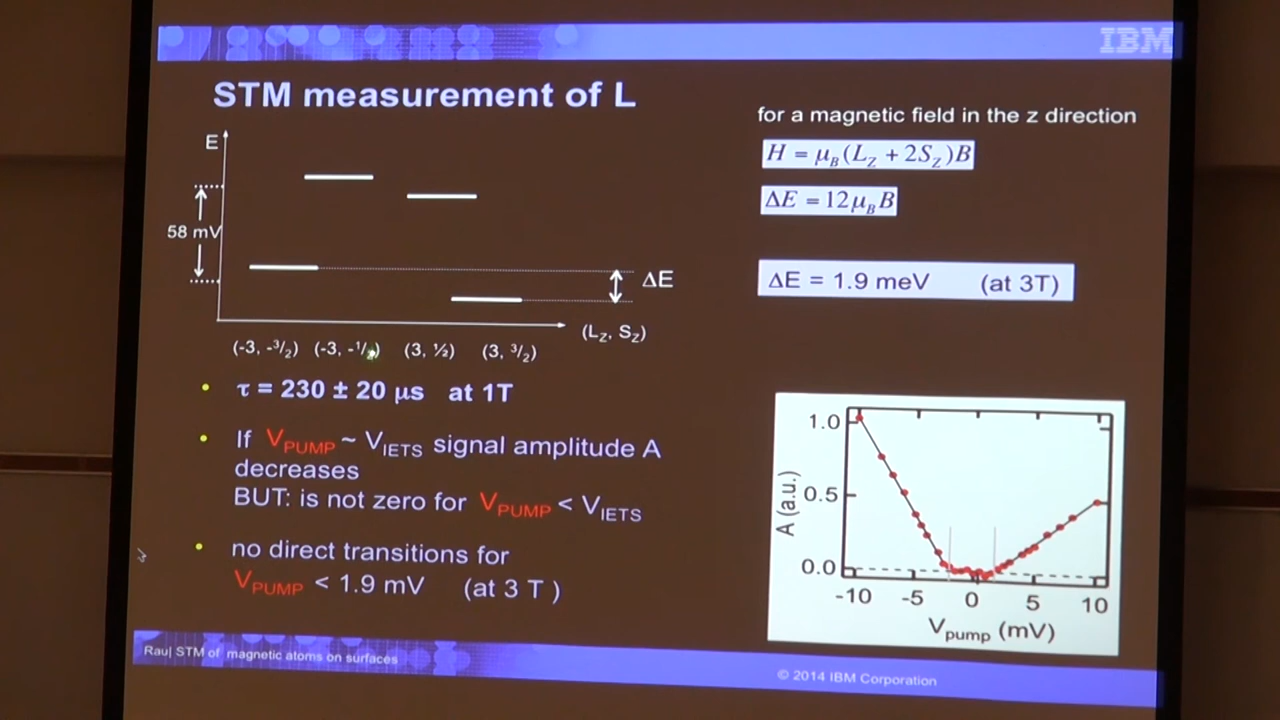 IBM
STM measurement of L
for a magnetic field in the z direction
E
H = μ_B(L_Z + 2S_Z)B
ΔE = 12μ_B B
58 mV
ΔE
ΔE = 1.9 meV (at 3T)
(L_Z, S_Z)
(-3, -³/₂) (-3, -¹/₂) (3, ½) (3, ³/₂)
• τ = 230 ± 20 μs at 1T
• If V_PUMP ~ V_IETS signal amplitude A
decreases
BUT: is not zero for V_PUMP < V_IETS
• no direct transitions for
V_PUMP < 1.9 mV (at 3 T )
A (a.u.)
1.0
0.5
0.0
-10 -5 0 5 10
V_pump (mV)
Rau| STM of magnetic atoms on surfaces
© 2014 IBM Corporation